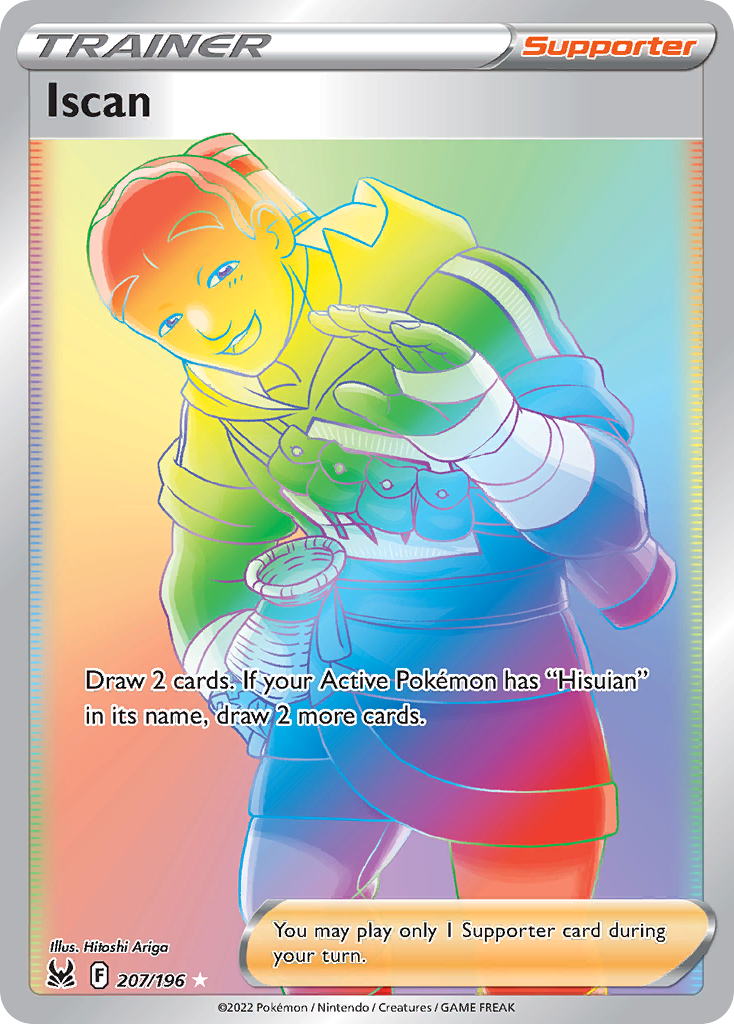 TRAINER
Supporter
Iscan
Draw 2 cards. If your Active Pokémon has “Hisuian”
in its name, draw 2 more cards.
You may play only 1 Supporter card during
your turn.
Illus. Hitoshi Ariga
F 207/196 ★
©2022 Pokémon / Nintendo / Creatures / GAME FREAK